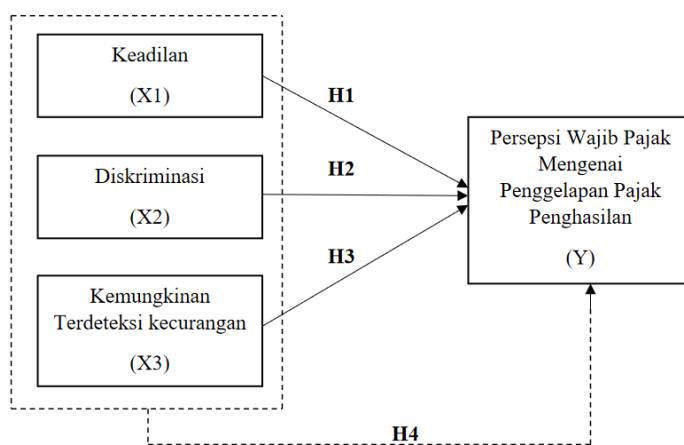 Keadilan
(X1)
H1
Persepsi Wajib Pajak
Mengenai
Penggelapan Pajak
Penghasilan
(Y)
Diskriminasi
(X2)
H2
H3
Kemungkinan
Terdeteksi kecurangan
(X3)
H4